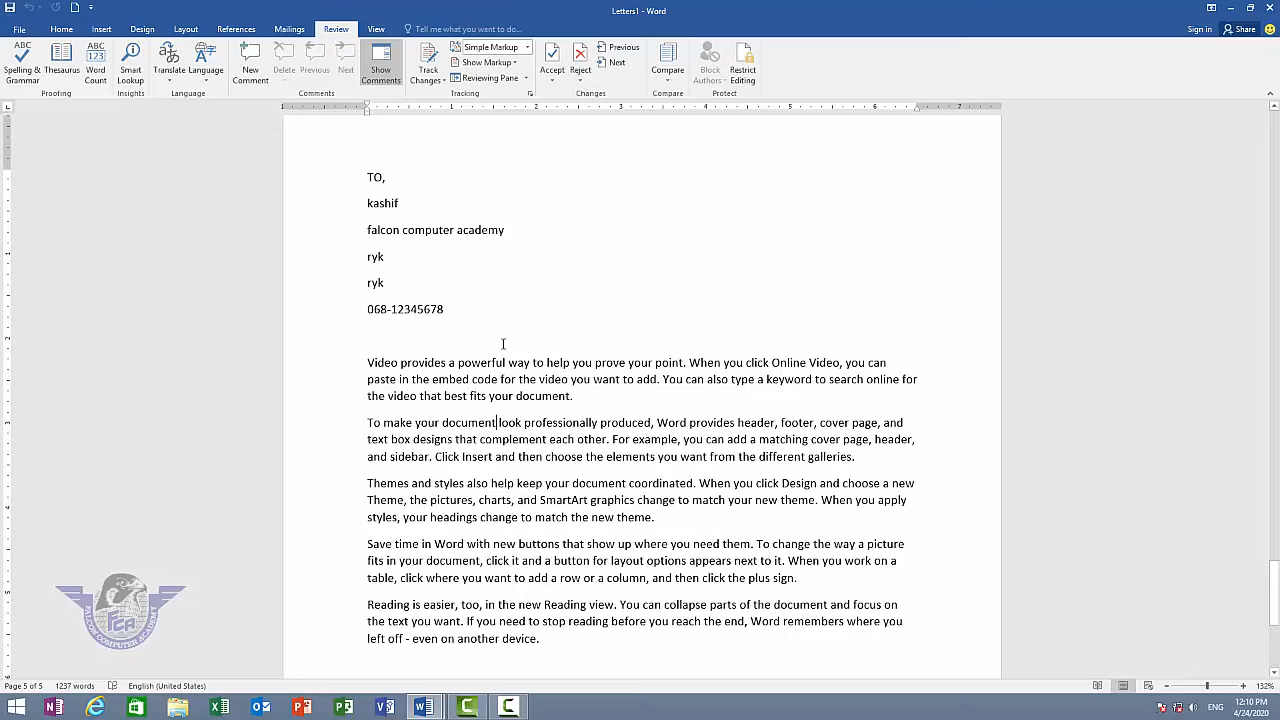 Letters1 - Word
File Home Insert Design Layout References Mailings Review View Tell me what you want to do... Sign in Share
Spelling & Grammar
Thesaurus
Word Count
Smart Lookup
Translate
Language
New Comment
Delete
Previous
Next
Show Comments
Track Changes
Simple Markup
Show Markup
Reviewing Pane
Accept
Reject
Previous
Next
Compare
Block Authors
Restrict Editing
Proofing Insights Language Comments Tracking Changes Compare Protect
1 1 2 3 4 5 6 7
TO,
kashif
falcon computer academy
ryk
ryk
068-12345678
Video provides a powerful way to help you prove your point. When you click Online Video, you can
paste in the embed code for the video you want to add. You can also type a keyword to search online for
the video that best fits your document.
To make your document look professionally produced, Word provides header, footer, cover page, and
text box designs that complement each other. For example, you can add a matching cover page, header,
and sidebar. Click Insert and then choose the elements you want from the different galleries.
Themes and styles also help keep your document coordinated. When you click Design and choose a new
Theme, the pictures, charts, and SmartArt graphics change to match your new theme. When you apply
styles, your headings change to match the new theme.
Save time in Word with new buttons that show up where you need them. To change the way a picture
fits in your document, click it and a button for layout options appears next to it. When you work on a
table, click where you want to add a row or a column, and then click the plus sign.
Reading is easier, too, in the new Reading view. You can collapse parts of the document and focus on
the text you want. If you need to stop reading before you reach the end, Word remembers where you
left off - even on another device.
FCA
FALCON COMPUTER ACADEMY
Page 5 of 5 1237 words English (United States) 132%
ENG 12:10 PM
4/24/2020